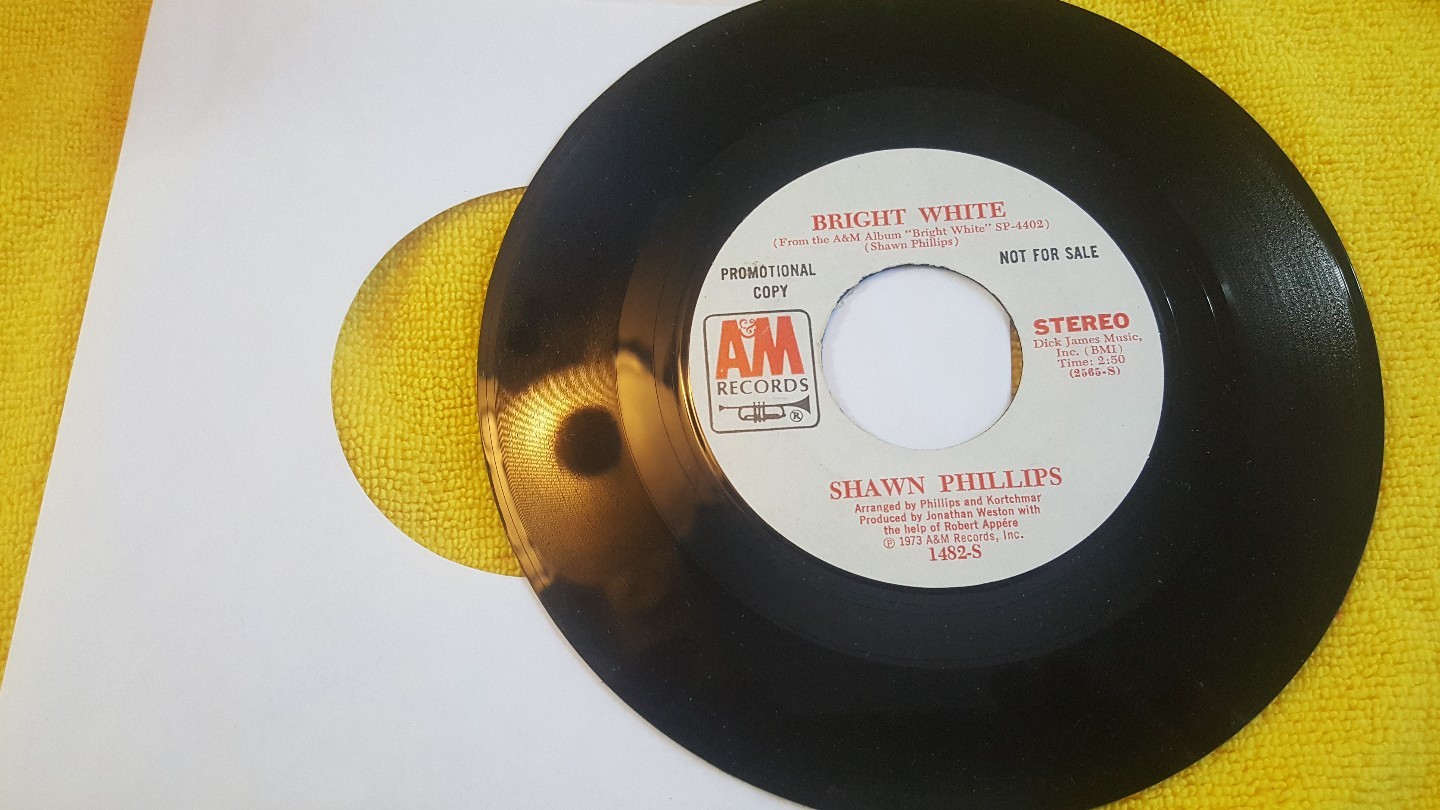 BRIGHT WHITE
(From the A&M Album "Bright White" SP-4402)
(Shawn Phillips)
PROMOTIONAL
COPY
NOT FOR SALE
A&M
RECORDS
®
STEREO
Dick James Music,
Inc. (BMI)
Time: 2:50
(2565-S)
SHAWN PHILLIPS
Arranged by Phillips and Kortchmar
Produced by Jonathan Weston with
the help of Robert Appére
℗ 1973 A&M Records, Inc.
1482-S